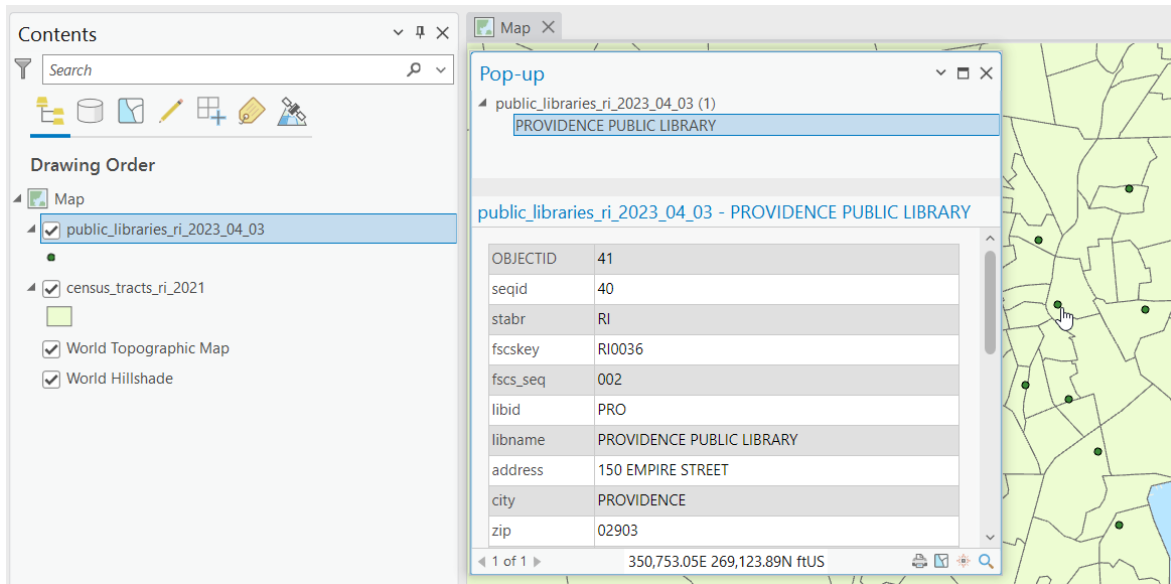 Contents
Search
Drawing Order
Map
public_libraries_ri_2023_04_03
census_tracts_ri_2021
World Topographic Map
World Hillshade
Map
Pop-up
public_libraries_ri_2023_04_03 (1)
PROVIDENCE PUBLIC LIBRARY
public_libraries_ri_2023_04_03 - PROVIDENCE PUBLIC LIBRARY
OBJECTID 41
seqid 40
stabr RI
fscskey RI0036
fscs_seq 002
libid PRO
libname PROVIDENCE PUBLIC LIBRARY
address 150 EMPIRE STREET
city PROVIDENCE
zip 02903
1 of 1 350,753.05E 269,123.89N ftUS